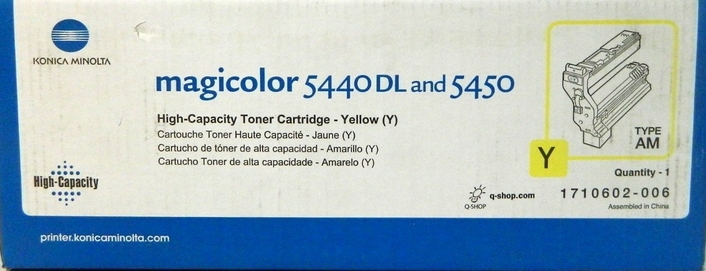 KONICA MINOLTA
magicolor 5440 DL and 5450
High-Capacity Toner Cartridge - Yellow (Y)
Cartouche Toner Haute Capacité - Jaune (Y)
Cartucho de tóner de alta capacidad - Amarillo (Y)
Cartucho Toner de alta capacidade - Amarelo (Y)
TYPE
AM
Y
High-Capacity
Quantity - 1
Q-SHOP
q-shop.com
1710602-006
Assembled in China
printer.konicaminolta.com